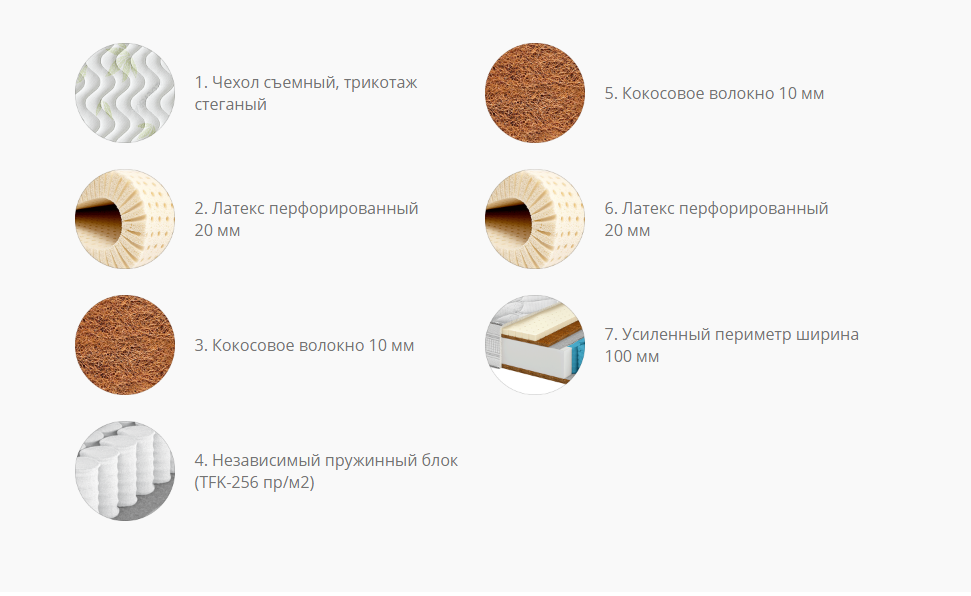 1. Чехол съемный, трикотаж
стеганый
2. Латекс перфорированный
20 мм
3. Кокосовое волокно 10 мм
4. Независимый пружинный блок
(TFK-256 пр/м2)
5. Кокосовое волокно 10 мм
6. Латекс перфорированный
20 мм
7. Усиленный периметр ширина
100 мм